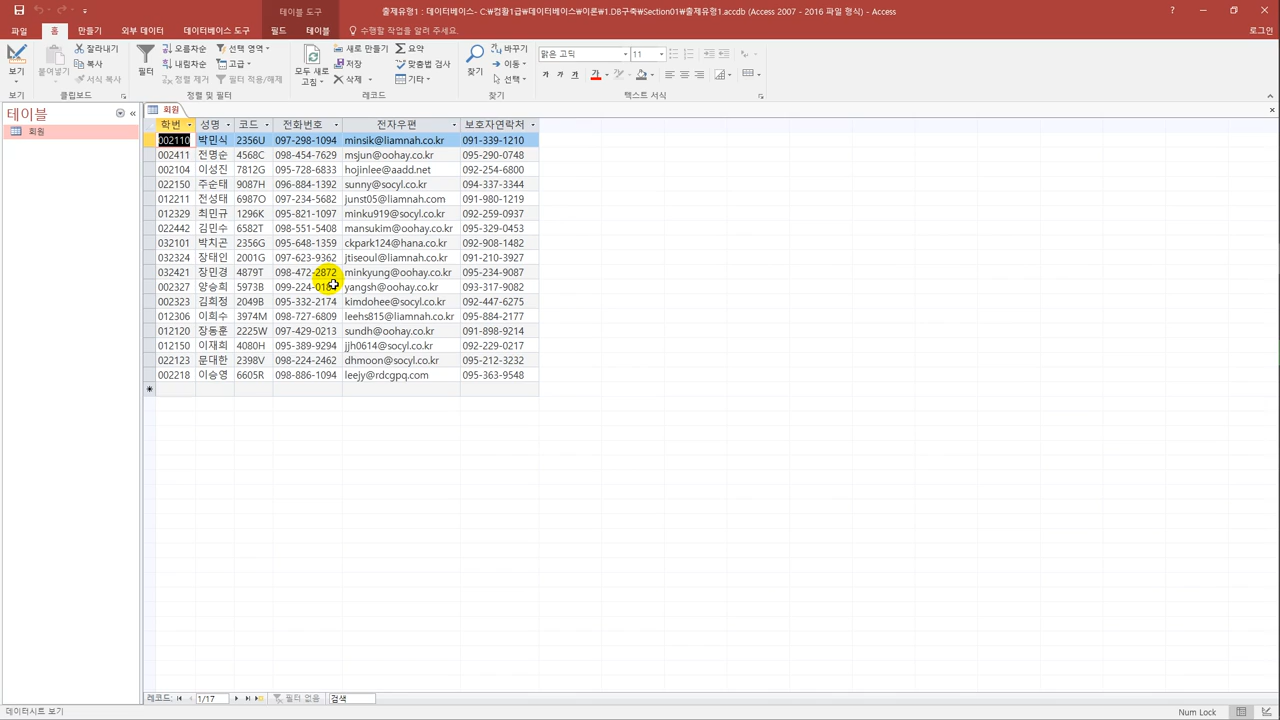 테이블 도구
출제유형1 : 데이터베이스- C:₩컴활1급₩데이터베이스₩이론₩1.DB구축₩Section01₩출제유형1.accdb (Access 2007 - 2016 파일 형식) - Access
파일 홈 만들기 외부 데이터 데이터베이스 도구 필드 테이블 수행할 작업을 알려 주세요. 로그인
보기
보기
붙여넣기
잘라내기
복사
서식 복사
클립보드
필터
오름차순
내림차순
정렬 제거
선택 영역
고급
필터 적용/해제
정렬 및 필터
모두 새로 고침
새로 만들기
저장
삭제
요약
맞춤법 검사
기타
레코드
찾기
바꾸기
이동
선택
찾기
맑은 고딕 11
가 가 가 가
텍스트 서식
테이블
회원
회원
학번 성명 코드 전화번호 전자우편 보호자연락처
002110 박민식 2356U 097-298-1094 minsik@liamnah.co.kr 091-339-1210
002411 전명순 4568C 098-454-7629 msjun@oohay.co.kr 095-290-0748
002104 이성진 7812G 095-728-6833 hojinlee@aadd.net 092-254-6800
022150 주순태 9087H 096-884-1392 sunny@socyl.co.kr 094-337-3344
012211 전성태 6987O 097-234-5682 junst05@liamnah.com 091-980-1219
012329 최민규 1296K 095-821-1097 minku919@socyl.co.kr 092-259-0937
022442 김민수 6582T 098-551-5408 mansukim@oohay.co.kr 095-329-0453
032101 박치곤 2356G 095-648-1359 ckpark124@hana.co.kr 092-908-1482
032324 장태인 2001G 097-623-9362 jtiseoul@liamnah.co.kr 091-210-3927
032421 장민경 4879T 098-472-2872 minkyung@oohay.co.kr 095-234-9087
002327 양승희 5973B yangsh@oohay.co.kr 093-317-9082
002323 김희정 2049B 095-332-2174 kimdohee@socyl.co.kr 092-447-6275
012306 이희수 3974M 098-727-6809 leehs815@liamnah.co.kr 095-884-2177
012120 장동훈 2225W 097-429-0213 sundh@oohay.co.kr 091-898-9214
012150 이재희 4080H 095-389-9294 jjh0614@socyl.co.kr 092-229-0217
022123 문대한 2398V 098-224-2462 dhmoon@socyl.co.kr 095-212-3232
002218 이승영 6605R 098-886-1094 leejy@rdcgpq.com 095-363-9548
레코드: 1/17 필터 없음 검색
데이터시트 보기 Num Lock